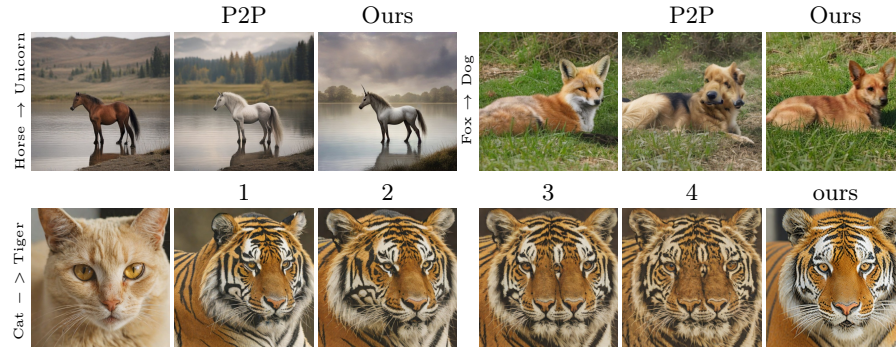 P2P Ours P2P Ours
Horse → Unicorn
Fox → Dog
1 2 3 4 ours
Cat − > Tiger